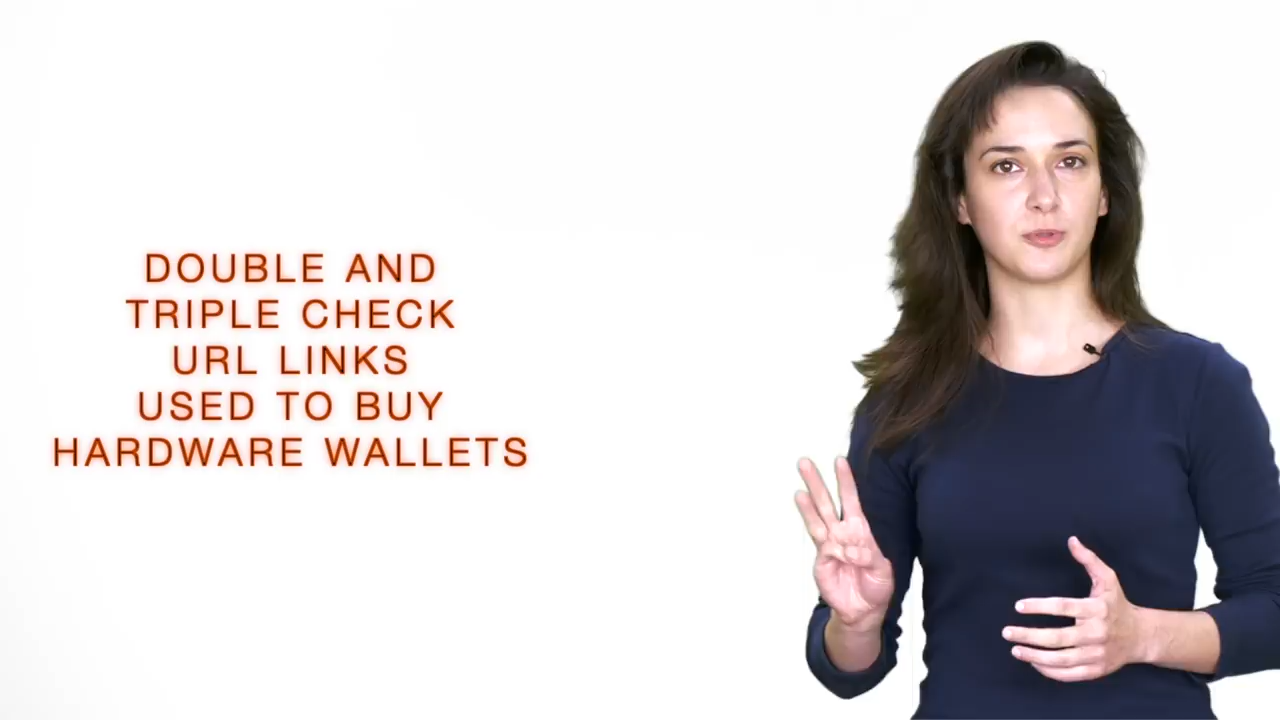 DOUBLE AND
TRIPLE CHECK
URL LINKS
USED TO BUY
HARDWARE WALLETS